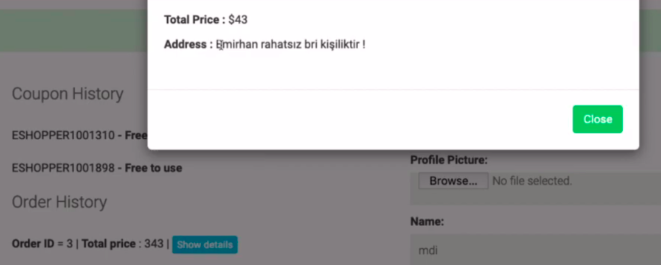 Total Price : $43
Address : Emirhan rahatsız bri kişiliktir !
Close
Coupon History
ESHOPPER1001310 - Free
ESHOPPER1001898 - Free to use
Order History
Order ID = 3 | Total price : 343 | Show details
Profile Picture:
Browse... No file selected.
Name:
mdi